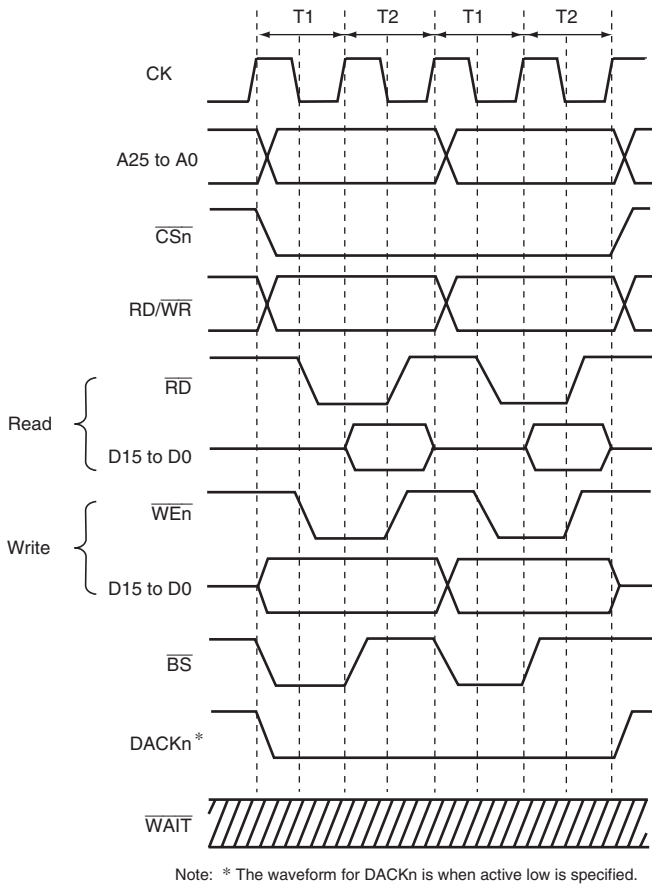 T1 T2 T1 T2
CK
A25 to A0
CSn
RD/WR
RD
Read
D15 to D0
WEn
Write
D15 to D0
BS
DACKn*
WAIT
Note: * The waveform for DACKn is when active low is specified.